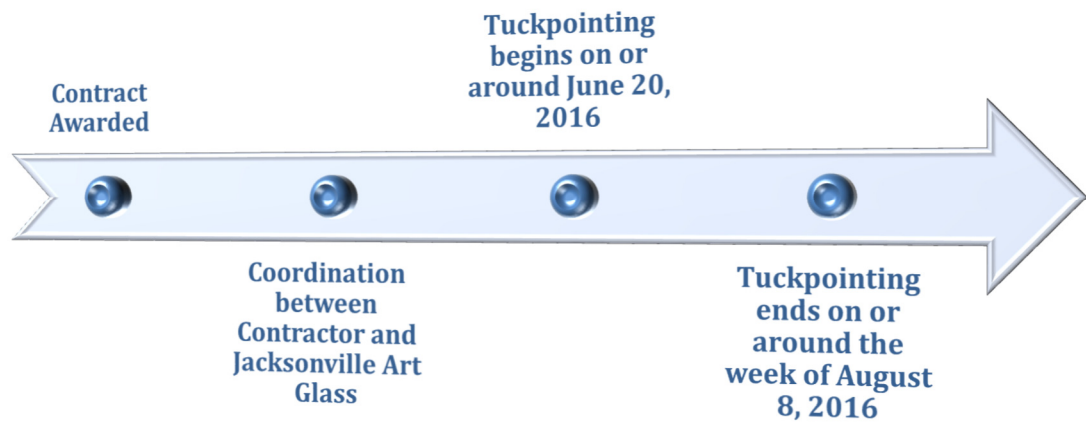 Contract
Awarded
Coordination
between
Contractor and
Jacksonville Art
Glass
Tuckpointing
begins on or
around June 20,
2016
Tuckpointing
ends on or
around the
week of August
8, 2016